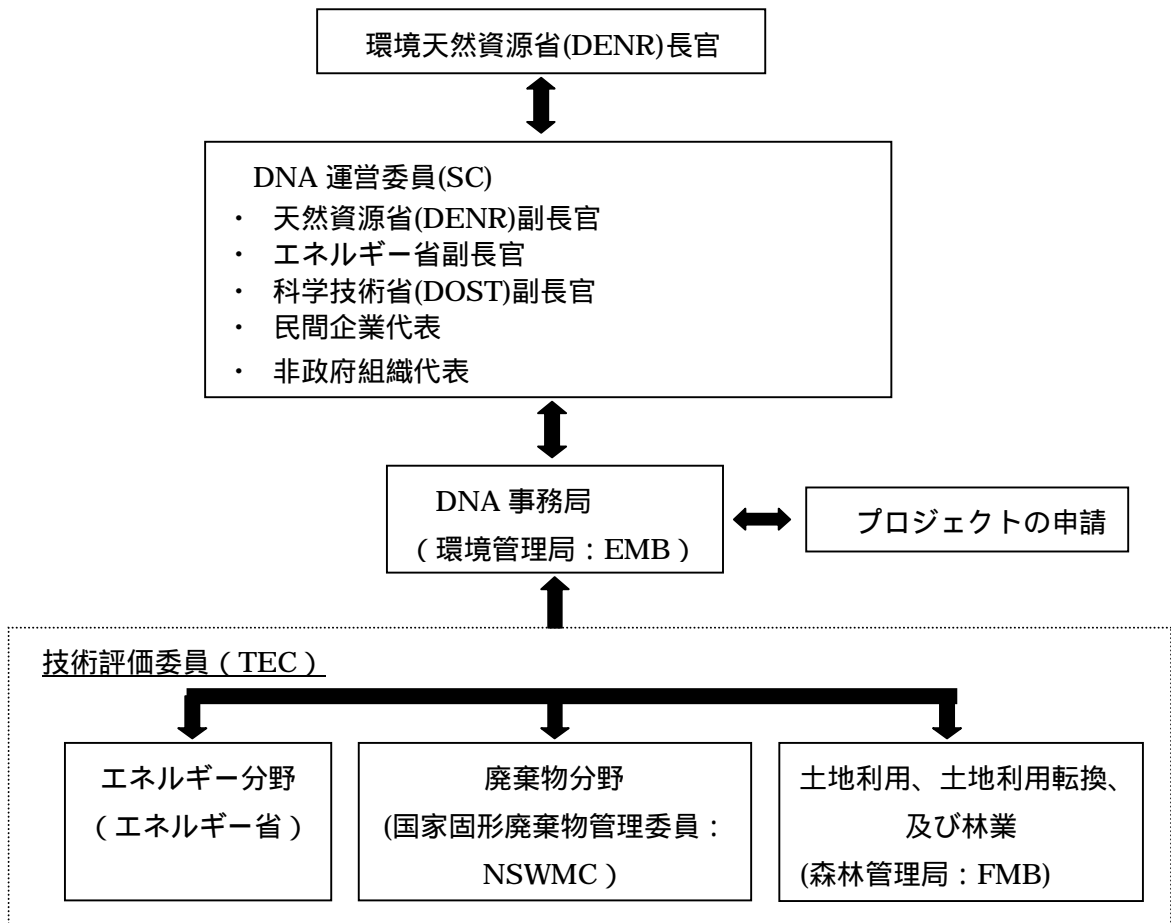 環境天然資源省(DENR)長官
DNA 運営委員(SC)
・ 天然資源省(DENR)副長官
・ エネルギー省副長官
・ 科学技術省(DOST)副長官
・ 民間企業代表
・ 非政府組織代表
DNA 事務局
（環境管理局：EMB）
プロジェクトの申請
技術評価委員（TEC）
エネルギー分野
（エネルギー省）
廃棄物分野
(国家固形廃棄物管理委員：
NSWMC）
土地利用、土地利用転換、
及び林業
(森林管理局：FMB)